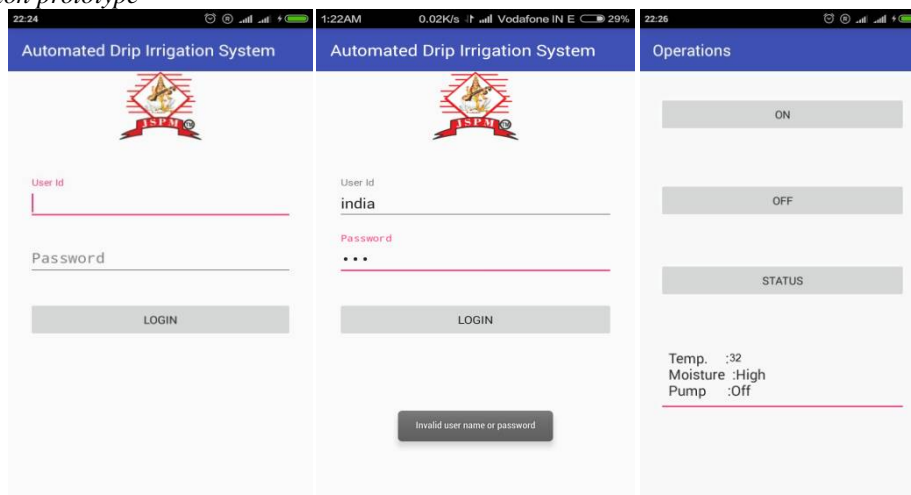 on prototype
22:24
Automated Drip Irrigation System
JSPM
User Id
Password
LOGIN
1:22AM 0.02K/s Vodafone IN E 29%
Automated Drip Irrigation System
JSPM
User Id
india
Password
•••
LOGIN
Invalid user name or password
22:26
Operations
ON
OFF
STATUS
Temp. :32
Moisture :High
Pump :Off